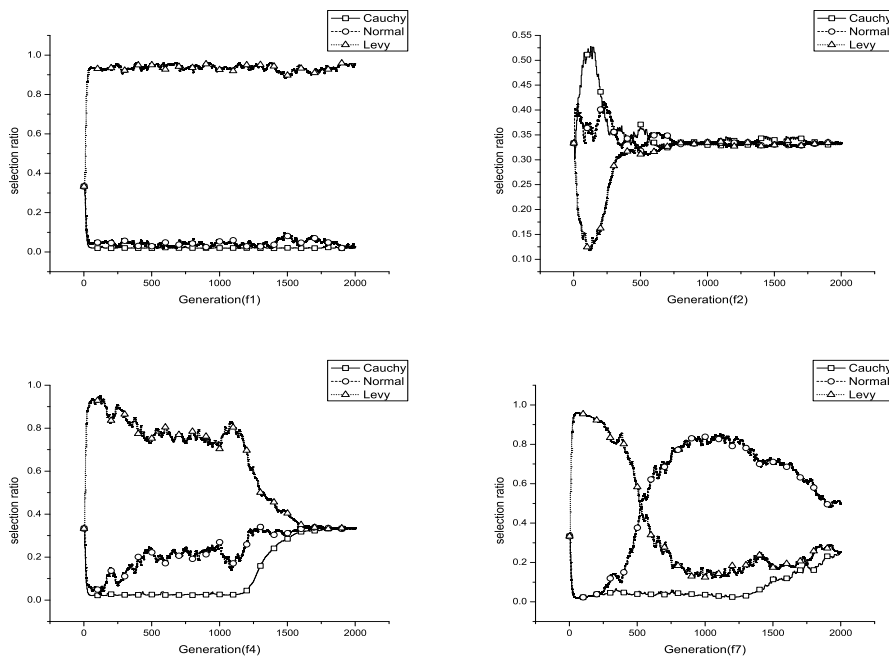 Cauchy
Normal
Levy
1.0
0.8
0.6
0.4
0.2
0.0
selection ratio
0
500
1000
1500
2000
Generation(f1)
Cauchy
Normal
Levy
0.55
0.50
0.45
0.40
0.35
0.30
0.25
0.20
0.15
0.10
selection ratio
0
500
1000
1500
2000
Generation(f2)
Cauchy
Normal
Levy
1.0
0.8
0.6
0.4
0.2
0.0
selection ratio
0
500
1000
1500
2000
Generation(f4)
Cauchy
Normal
Levy
1.0
0.8
0.6
0.4
0.2
0.0
selection ratio
0
500
1000
1500
2000
Generation(f7)